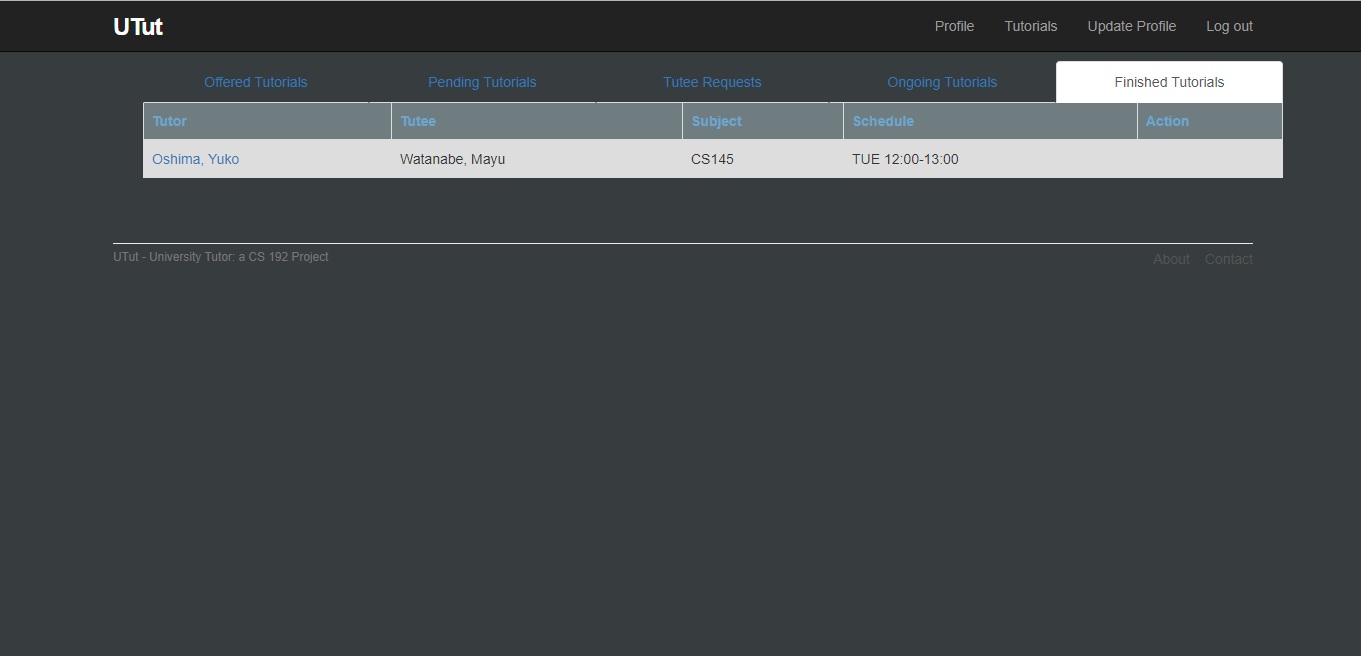 UTut Profile Tutorials Update Profile Log out
Offered Tutorials Pending Tutorials Tutee Requests Ongoing Tutorials Finished Tutorials
Tutor Tutee Subject Schedule Action
Oshima, Yuko Watanabe, Mayu CS145 TUE 12:00-13:00
UTut - University Tutor: a CS 192 Project About Contact